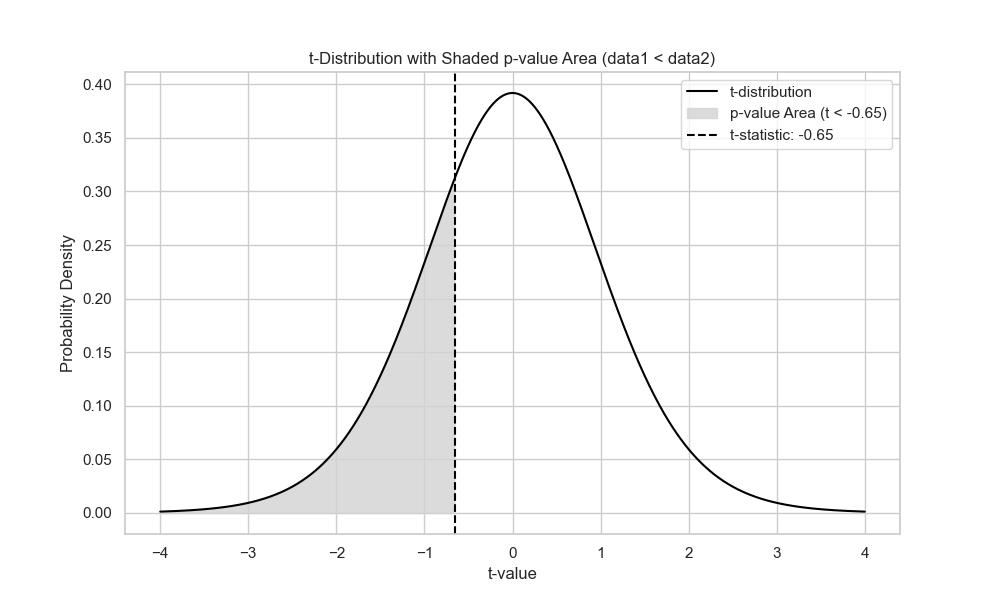 t-Distribution with Shaded p-value Area (data1 < data2)
t-distribution
p-value Area (t < -0.65)
t-statistic: -0.65
Probability Density
0.40
0.35
0.30
0.25
0.20
0.15
0.10
0.05
0.00
−4 −3 −2 −1 0 1 2 3 4
t-value